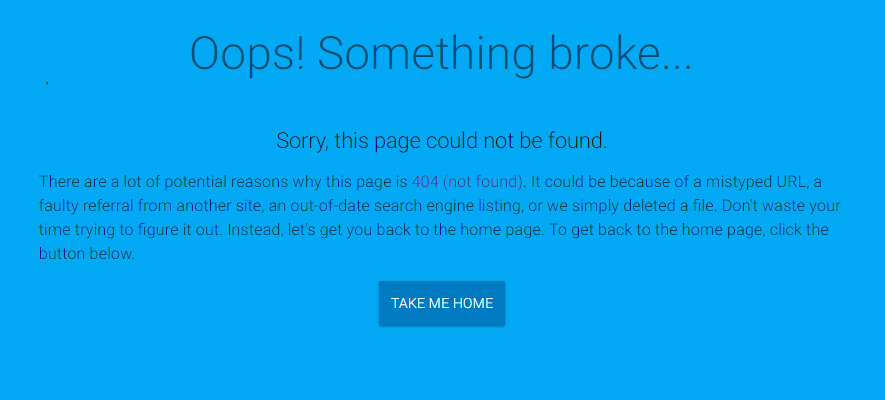 Oops! Something broke...
Sorry, this page could not be found.
There are a lot of potential reasons why this page is 404 (not found). It could be because of a mistyped URL, a
faulty referral from another site, an out-of-date search engine listing, or we simply deleted a file. Don't waste your
time trying to figure it out. Instead, let's get you back to the home page. To get back to the home page, click the
button below.
TAKE ME HOME